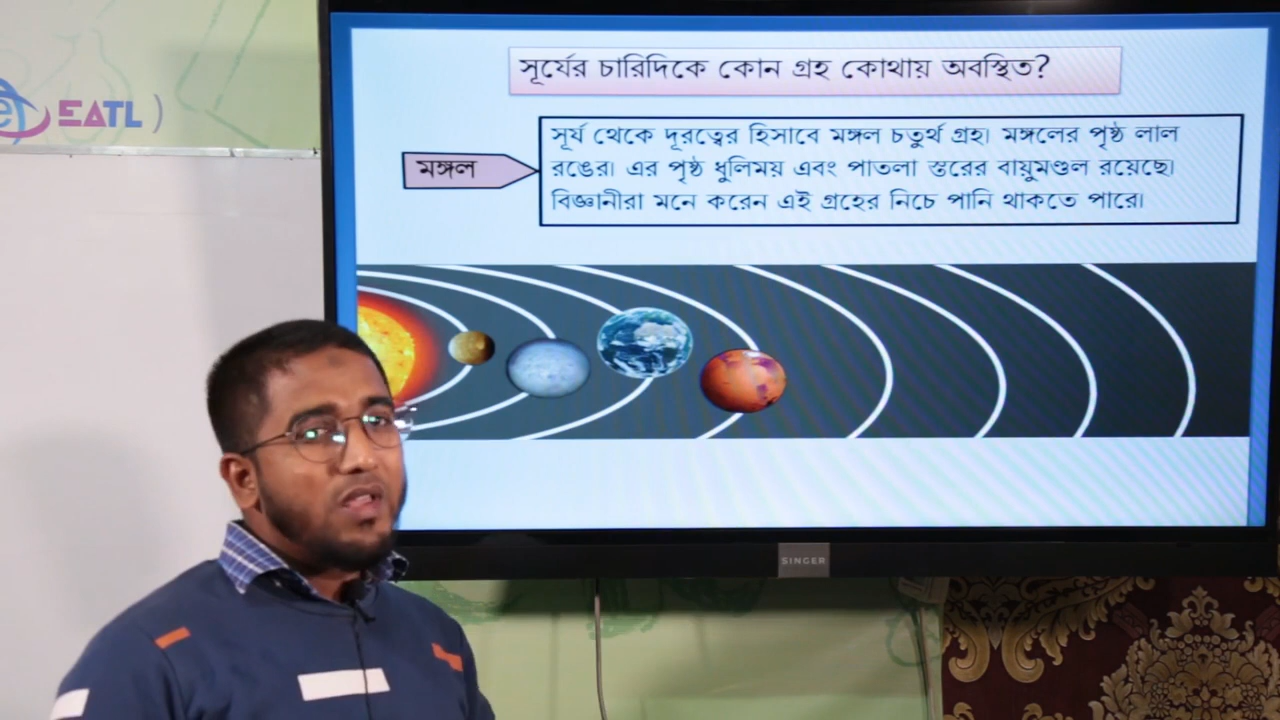 সূর্যের চারিদিকে কোন গ্রহ কোথায় অবস্থিত?
EATL
মঙ্গল
সূর্য থেকে দূরত্বের হিসাবে মঙ্গল চতুর্থ গ্রহ। মঙ্গলের পৃষ্ঠ লাল
রঙের। এর পৃষ্ঠ ধুলিময় এবং পাতলা স্তরের বায়ুমণ্ডল রয়েছে।
বিজ্ঞানীরা মনে করেন এই গ্রহের নিচে পানি থাকতে পারে।
SINGER